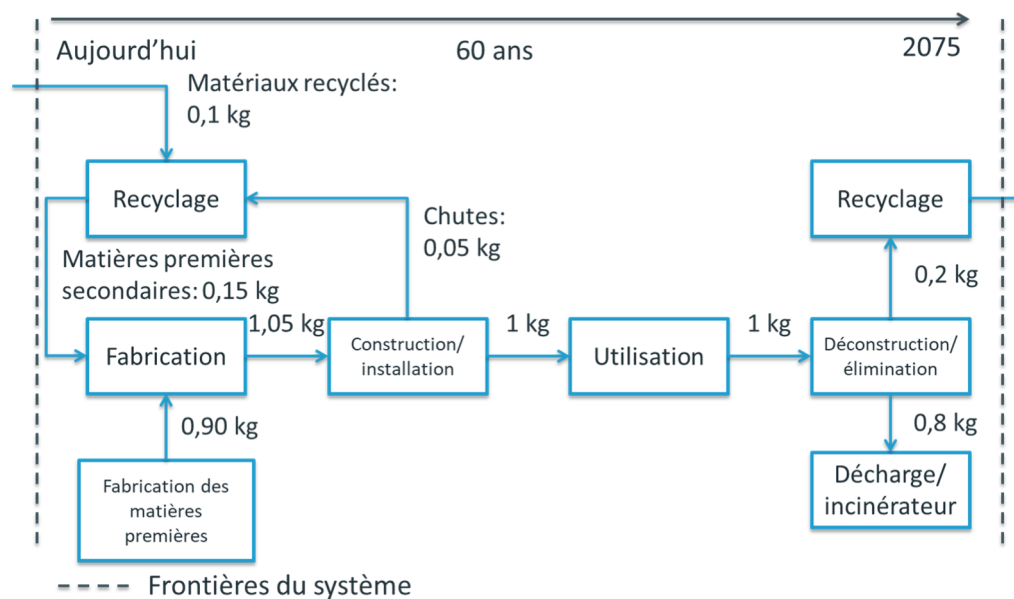 Aujourd’hui
60 ans
2075
Matériaux recyclés:
0,1 kg
Recyclage
Chutes:
0,05 kg
Recyclage
Matières premières
secondaires: 0,15 kg
0,2 kg
1,05 kg
1 kg
1 kg
Fabrication
Construction/
installation
Utilisation
Déconstruction/
élimination
0,90 kg
0,8 kg
Fabrication des
matières
premières
Décharge/
incinérateur
Frontières du système